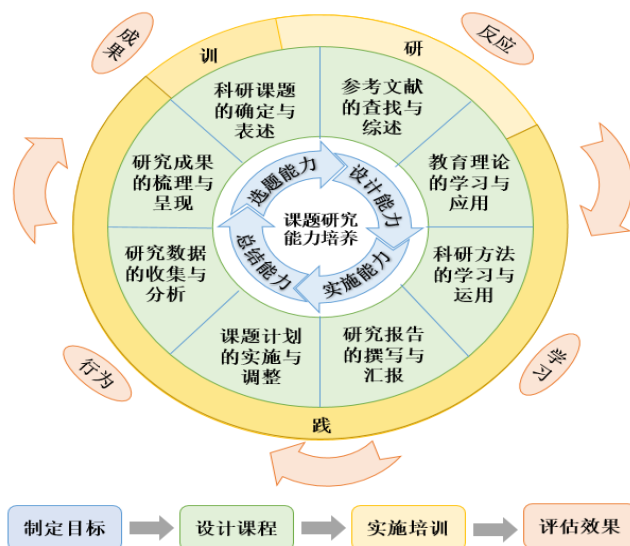 成果
反应
训
研
科研课题
的确定与
表述
参考文献
的查找与
综述
研究成果
的梳理与
呈现
教育理论
的学习与
应用
选题能力
设计能力
课题研究
能力培养
总结能力
实施能力
研究数据
的收集与
分析
科研方法
的学习与
运用
课题计划
的实施与
调整
研究报告
的撰写与
汇报
行为
学习
践
制定目标
设计课程
实施培训
评估效果